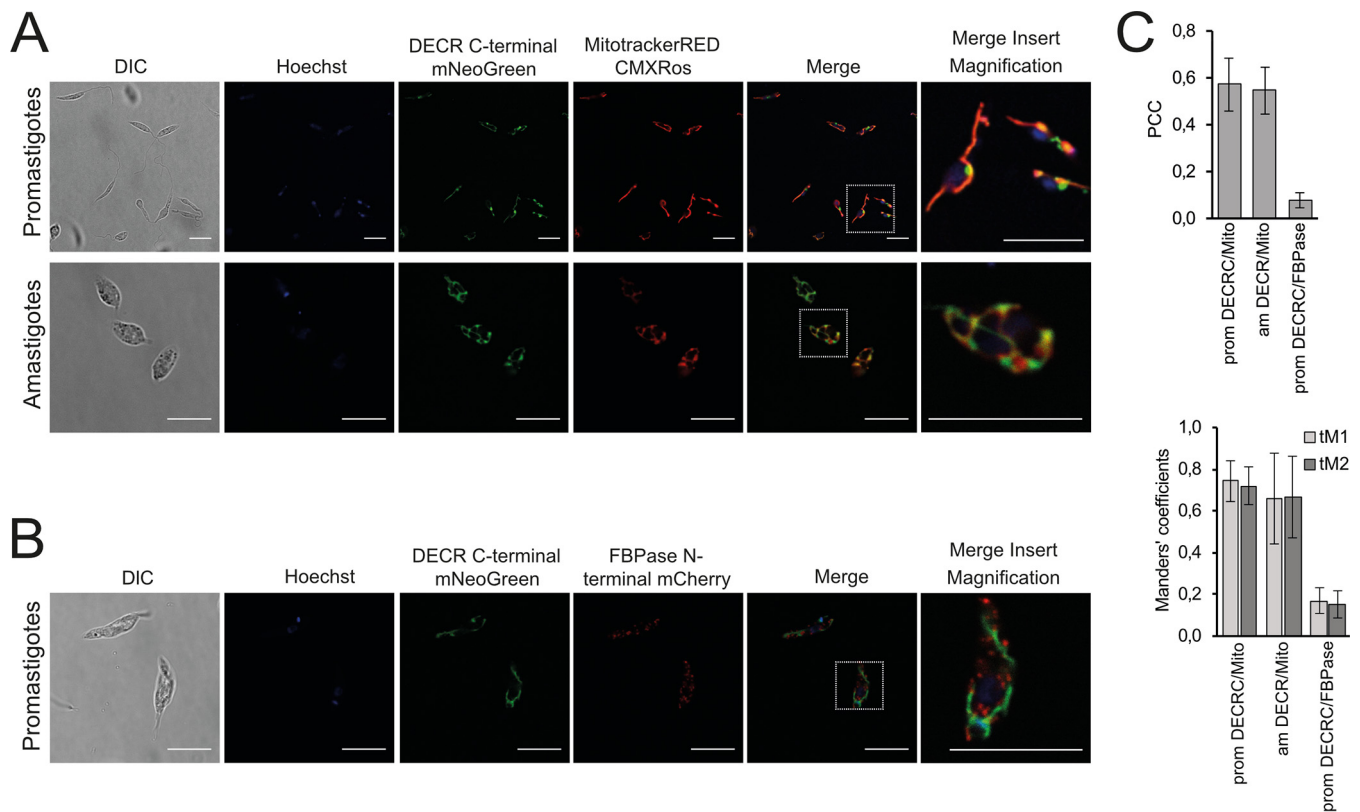 A
DIC
Hoechst
DECR C-terminal
mNeoGreen
MitotrackerRED
CMXRos
Merge
Merge Insert
Magnification
Promastigotes
Amastigotes
B
DIC
Hoechst
DECR C-terminal
mNeoGreen
FBPase N-
terminal mCherry
Merge
Merge Insert
Magnification
Promastigotes
C
PCC
0,8
0,6
0,4
0,2
0,0
prom DECRC/Mito
am DECR/Mito
prom DECRC/FBPase
Manders' coefficients
1,0
0,8
0,6
0,4
0,2
0,0
tM1
tM2
prom DECRC/Mito
am DECR/Mito
prom DECRC/FBPase